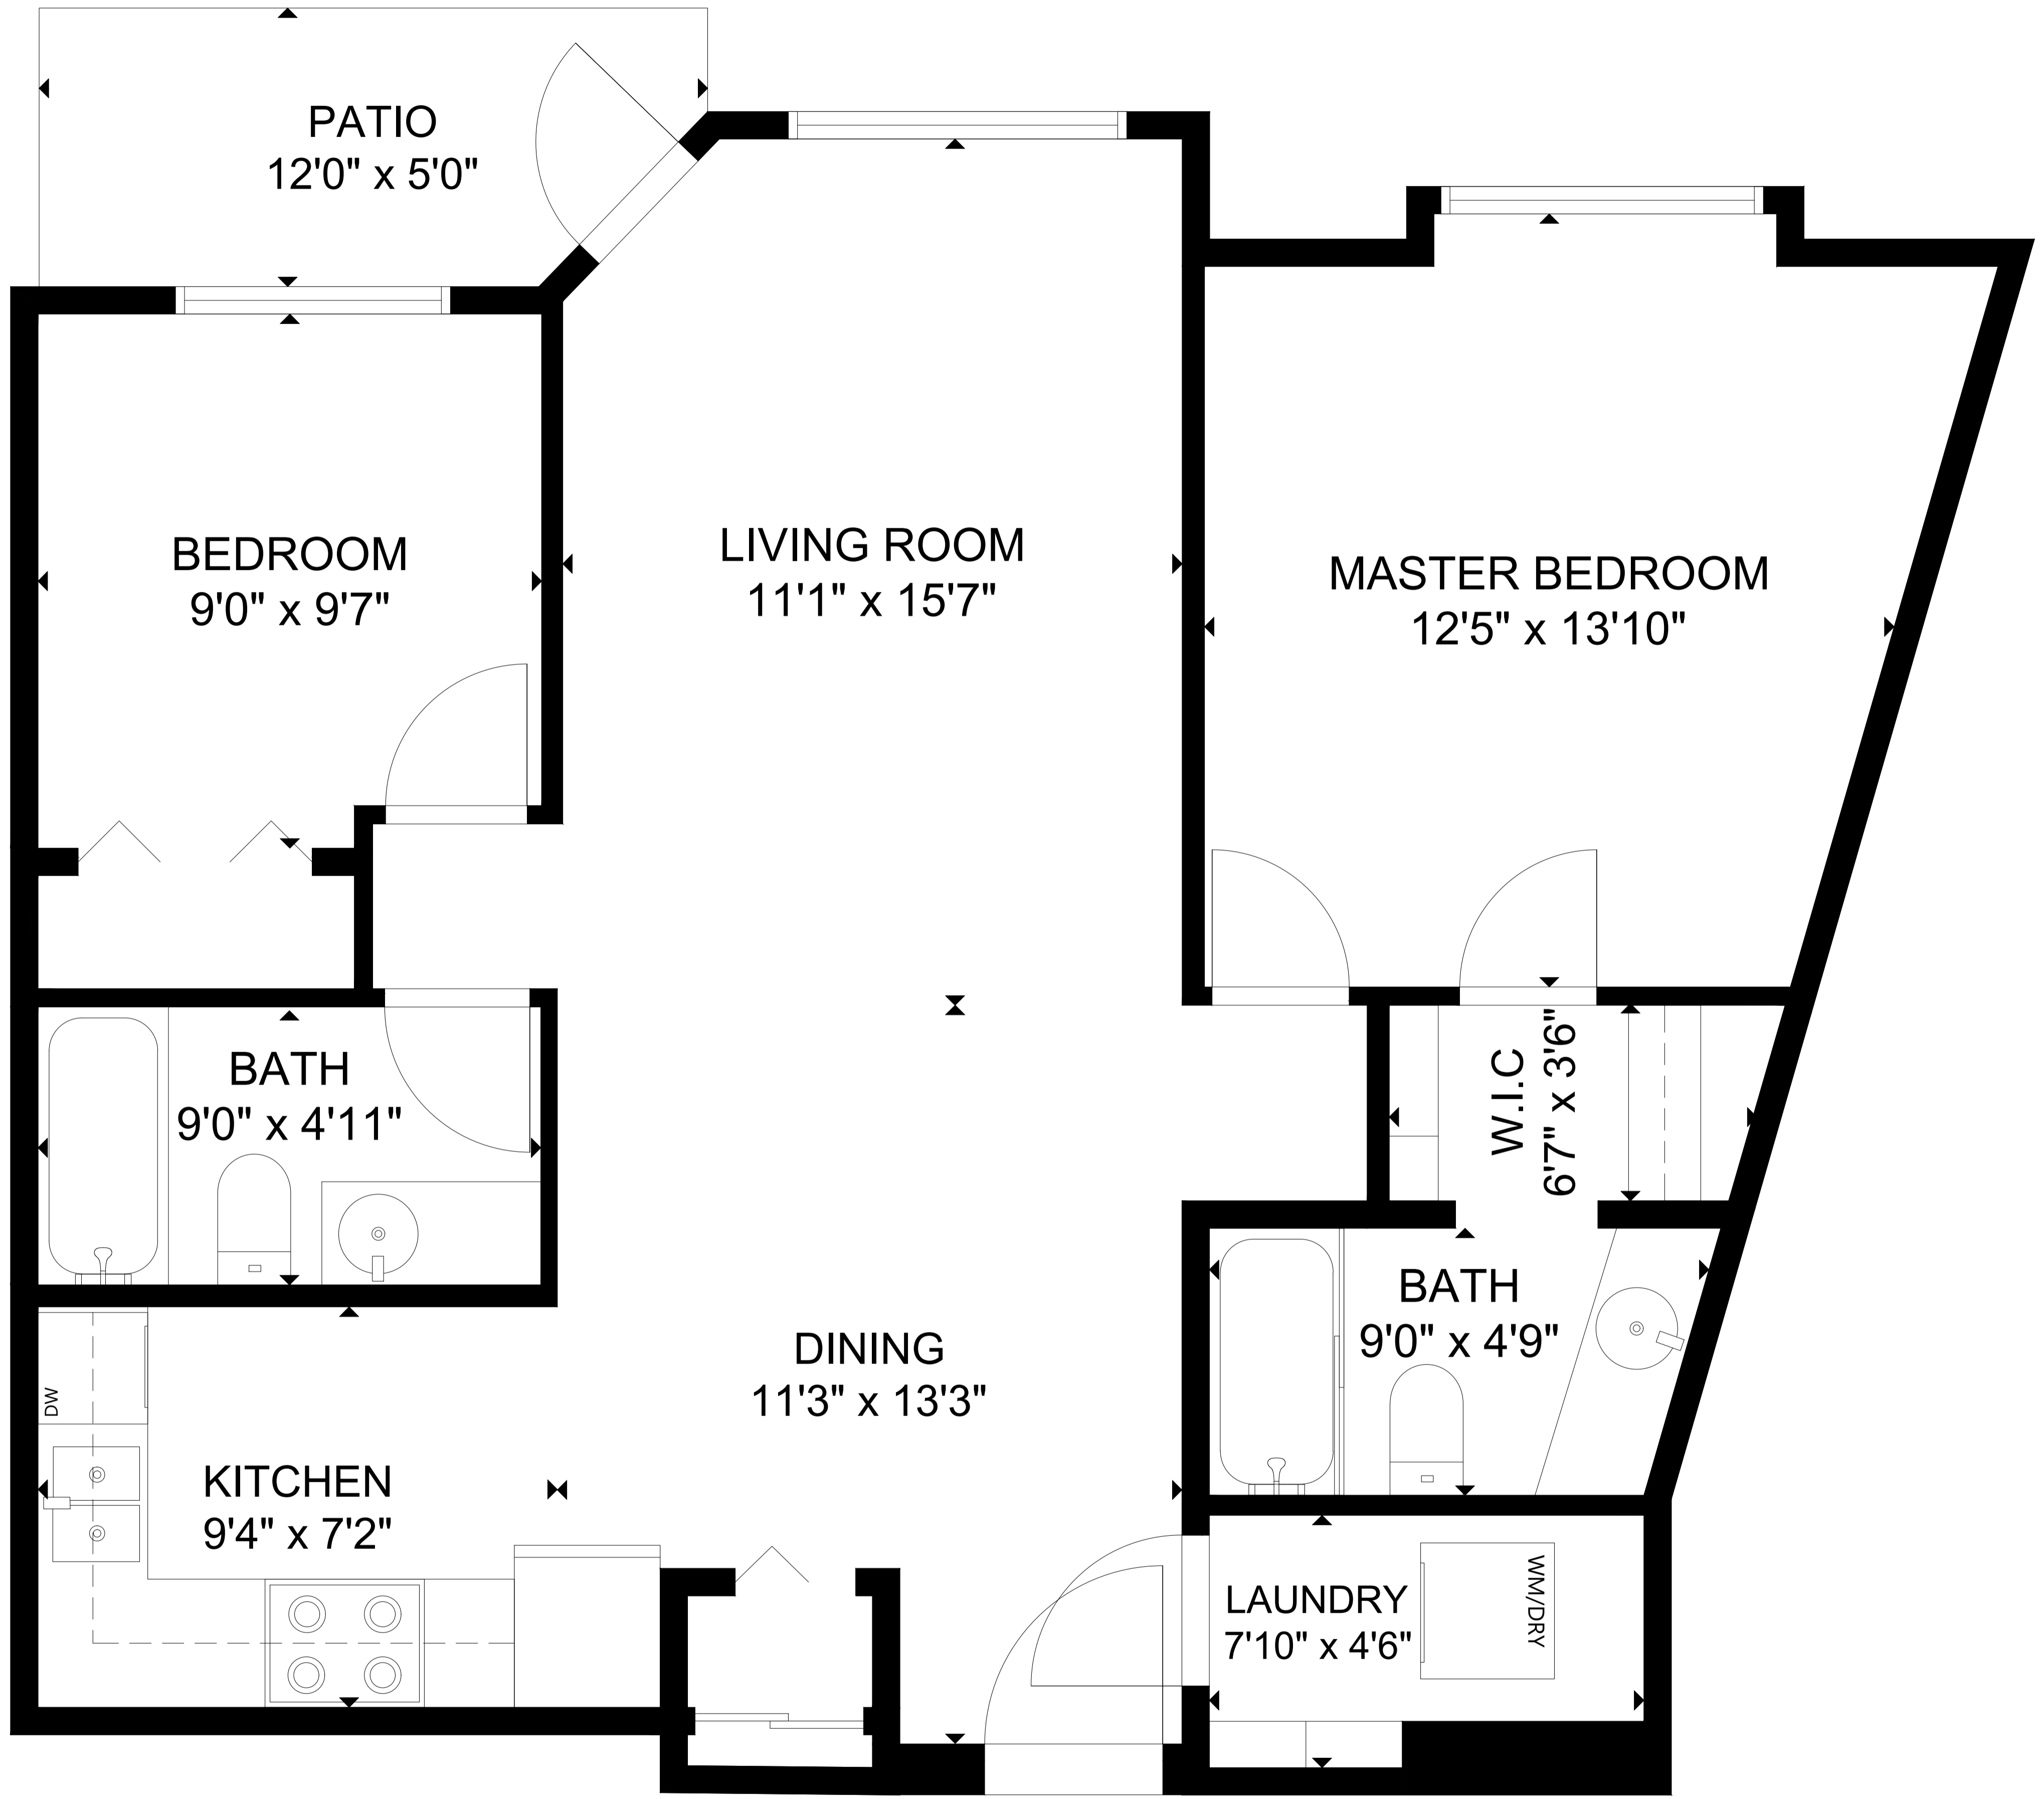 PATIO
12'0" x 5'0"
BEDROOM
9'0" x 9'7"
LIVING ROOM
11'1" x 15'7"
MASTER BEDROOM
12'5" x 13'10"
BATH
9'0" x 4'11"
W.I.C
6'7" x 3'6"
BATH
9'0" x 4'9"
DINING
11'3" x 13'3"
DW
KITCHEN
9'4" x 7'2"
LAUNDRY
7'10" x 4'6"
WM/DRY